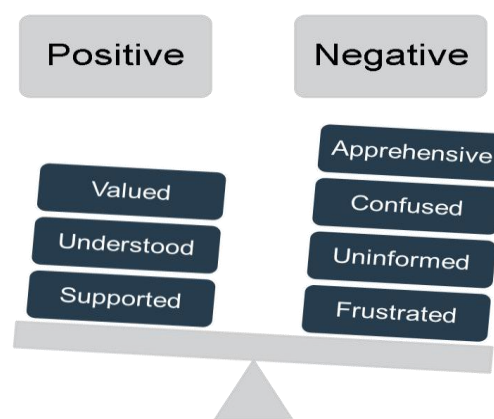 Positive
Negative
Valued
Understood
Supported
Apprehensive
Confused
Uninformed
Frustrated